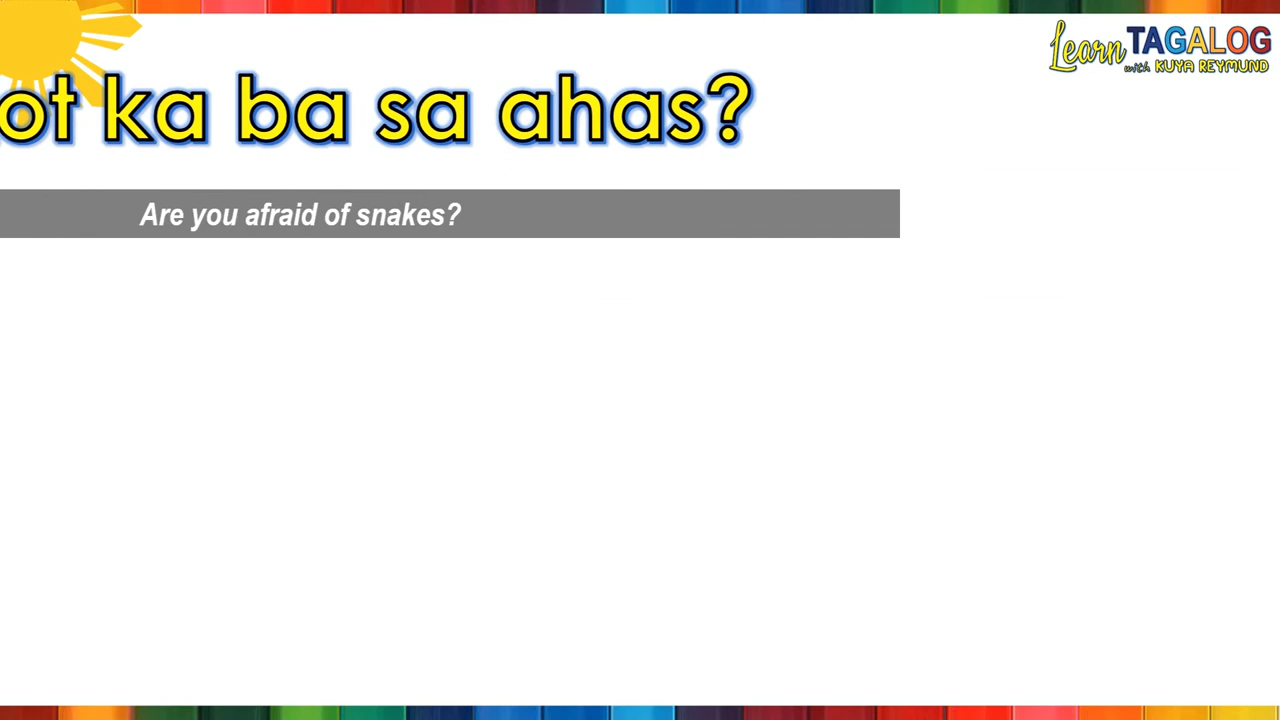 Learn TAGALOG
with KUYA REYMUND
ot ka ba sa ahas?
Are you afraid of snakes?